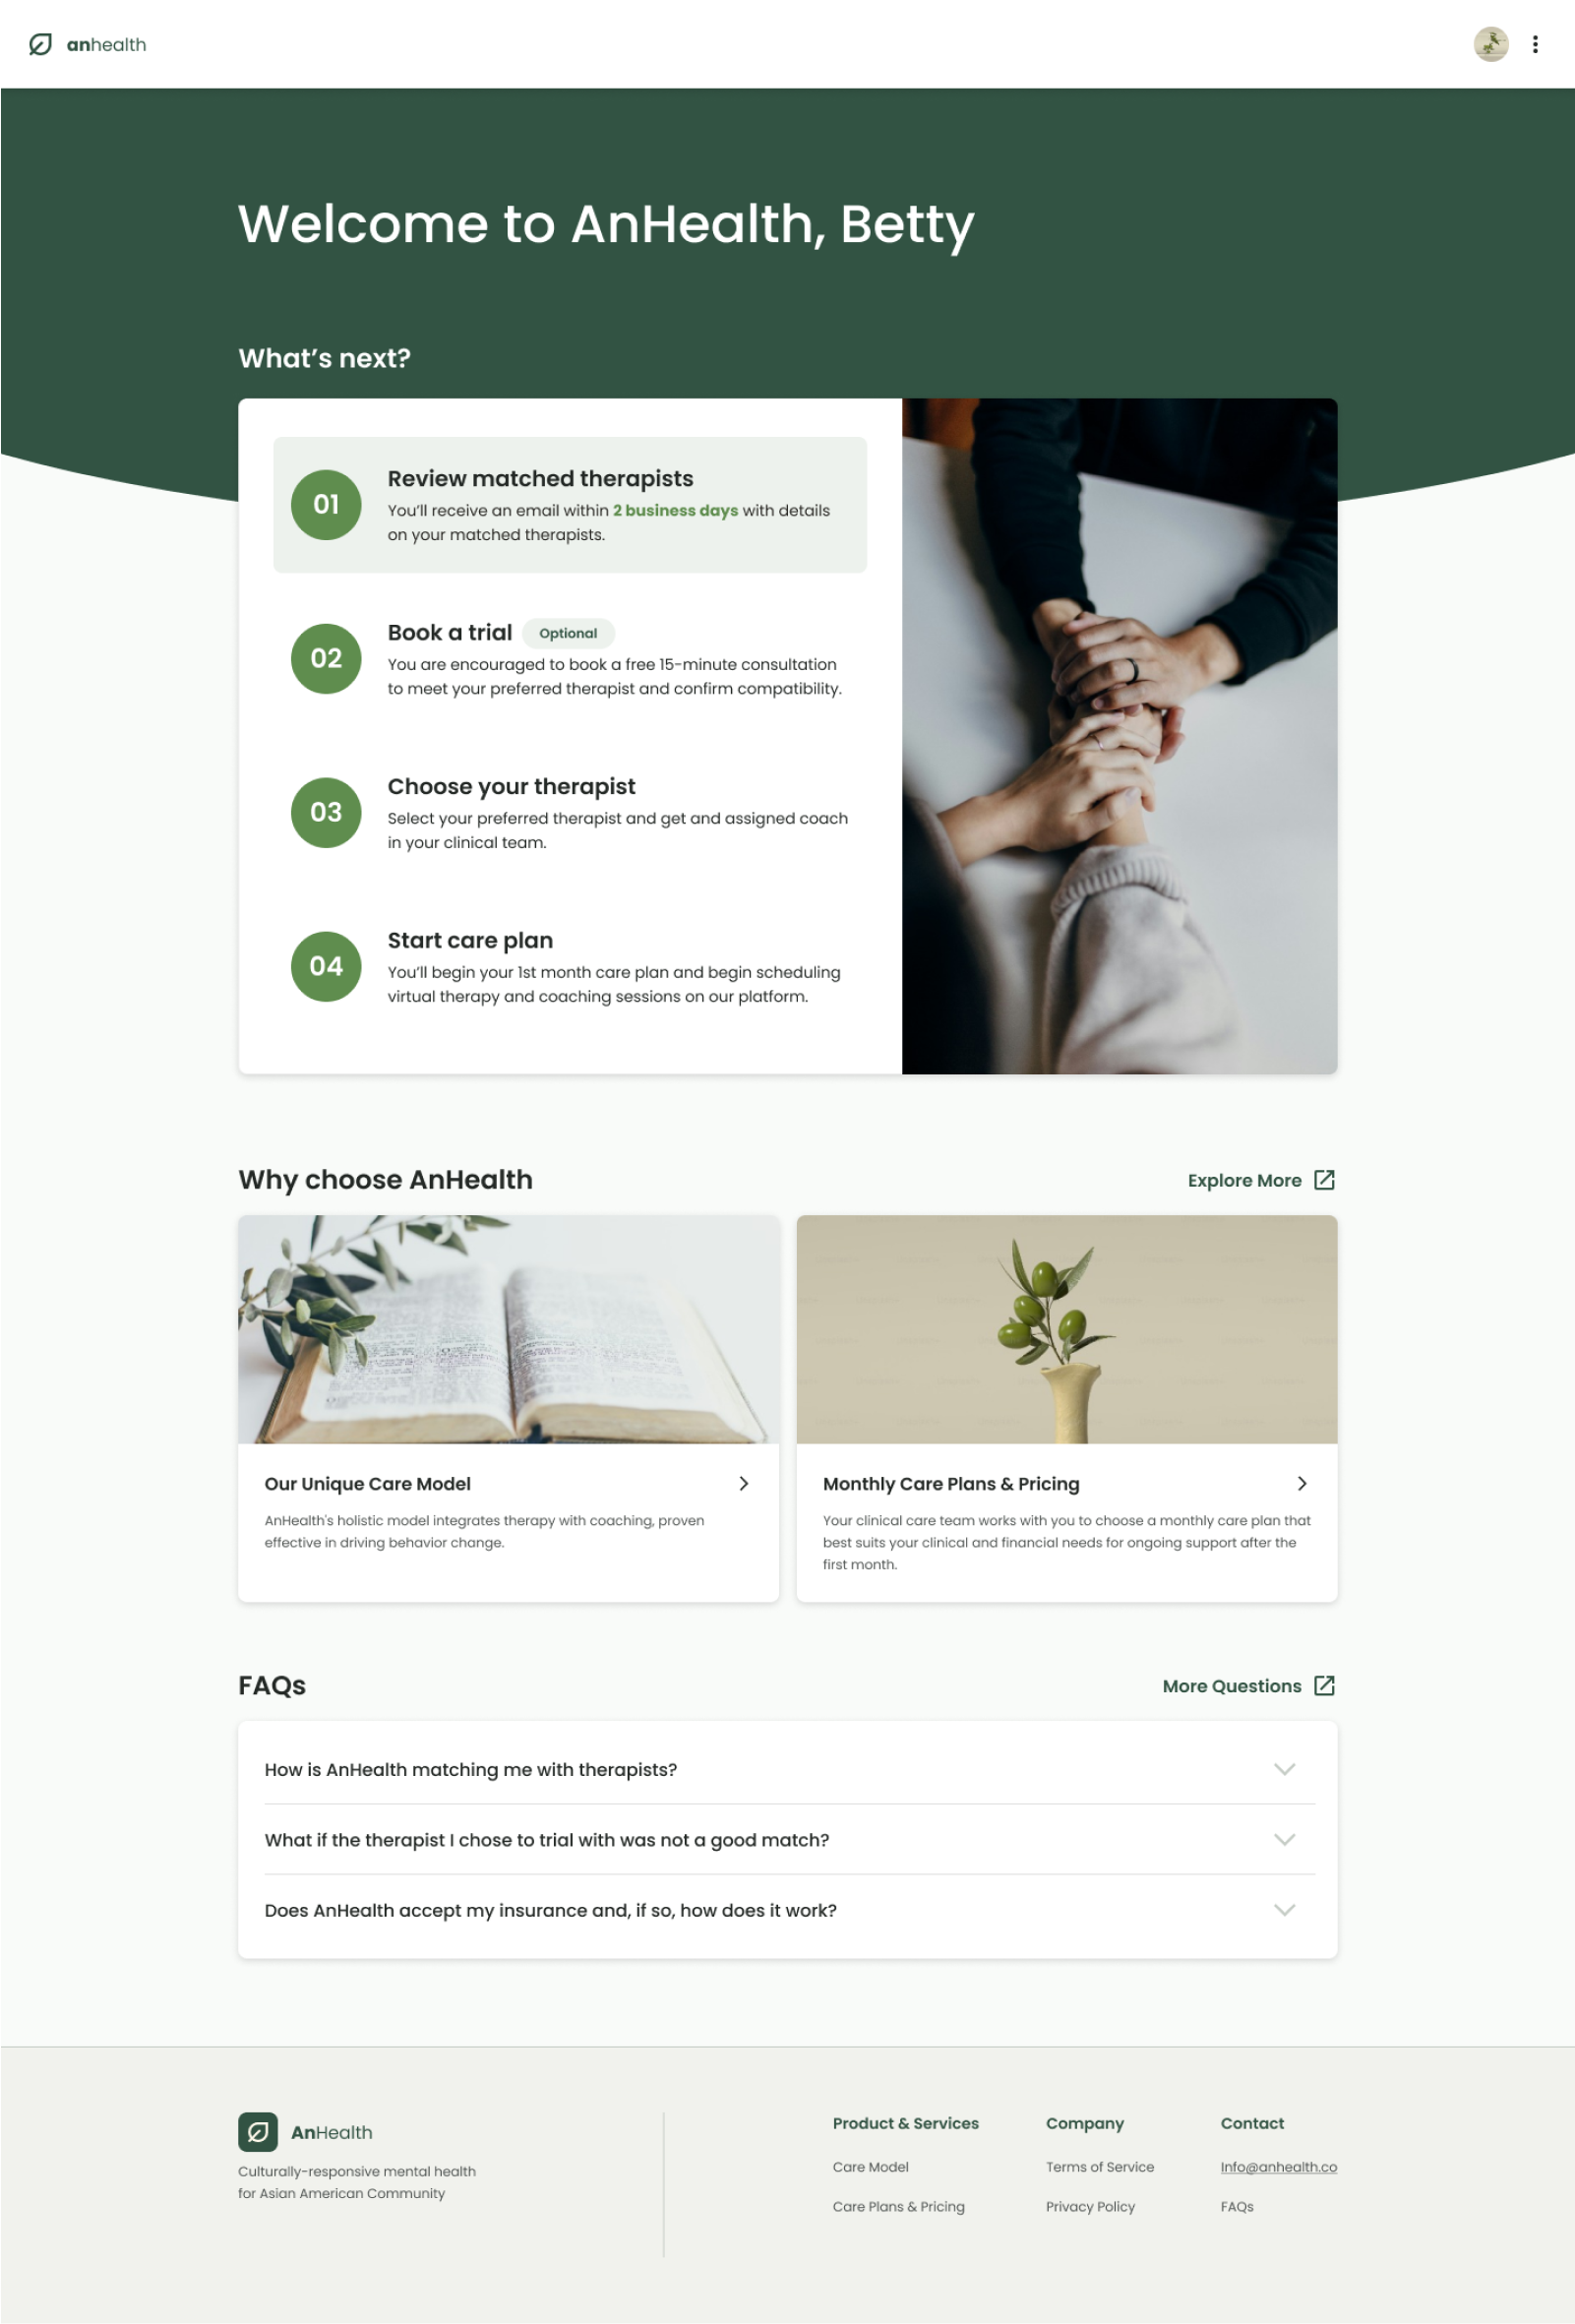 anhealth
Welcome to AnHealth, Betty
What's next?
01
Review matched therapists
You'll receive an email within 2 business days with details
on your matched therapists.
02
Book a trial Optional
You are encouraged to book a free 15-minute consultation
to meet your preferred therapist and confirm compatibility.
03
Choose your therapist
Select your preferred therapist and get and assigned coach
in your clinical team.
04
Start care plan
You'll begin your 1st month care plan and begin scheduling
virtual therapy and coaching sessions on our platform.
Why choose AnHealth
Explore More
Our Unique Care Model
AnHealth's holistic model integrates therapy with coaching, proven
effective in driving behavior change.
Monthly Care Plans & Pricing
Your clinical care team works with you to choose a monthly care plan that
best suits your clinical and financial needs for ongoing support after the
first month.
FAQs
More Questions
How is AnHealth matching me with therapists?
What if the therapist I chose to trial with was not a good match?
Does AnHealth accept my insurance and, if so, how does it work?
AnHealth
Culturally-responsive mental health
for Asian American Community
Product & Services
Care Model
Care Plans & Pricing
Company
Terms of Service
Privacy Policy
Contact
Info@anhealth.co
FAQs